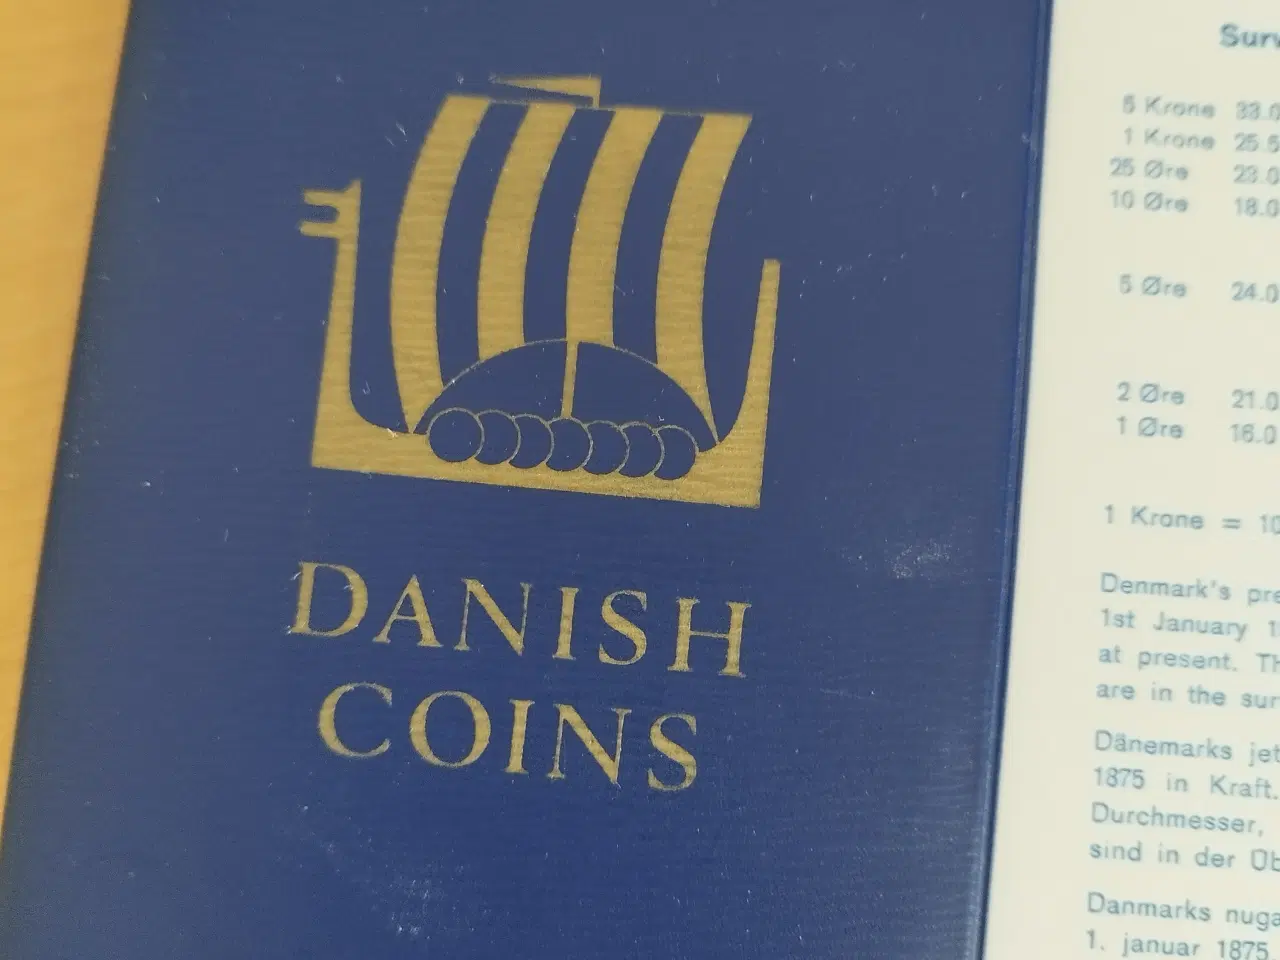 DANISH
COINS
5 Krone 33.0
1 Krone 25.5
25 Øre 23.0
10 Øre 18.0
5 Øre 24.0
2 Øre 21.0
1 Øre 16.0
1 Krone = 10
Denmark's pre
1st January 1
at present. Th
are in the sur
Dänemarks jet
1875 in Kraft.
Durchmesser,
sind in der Üb
Danmarks nuga
1. januar 1875.